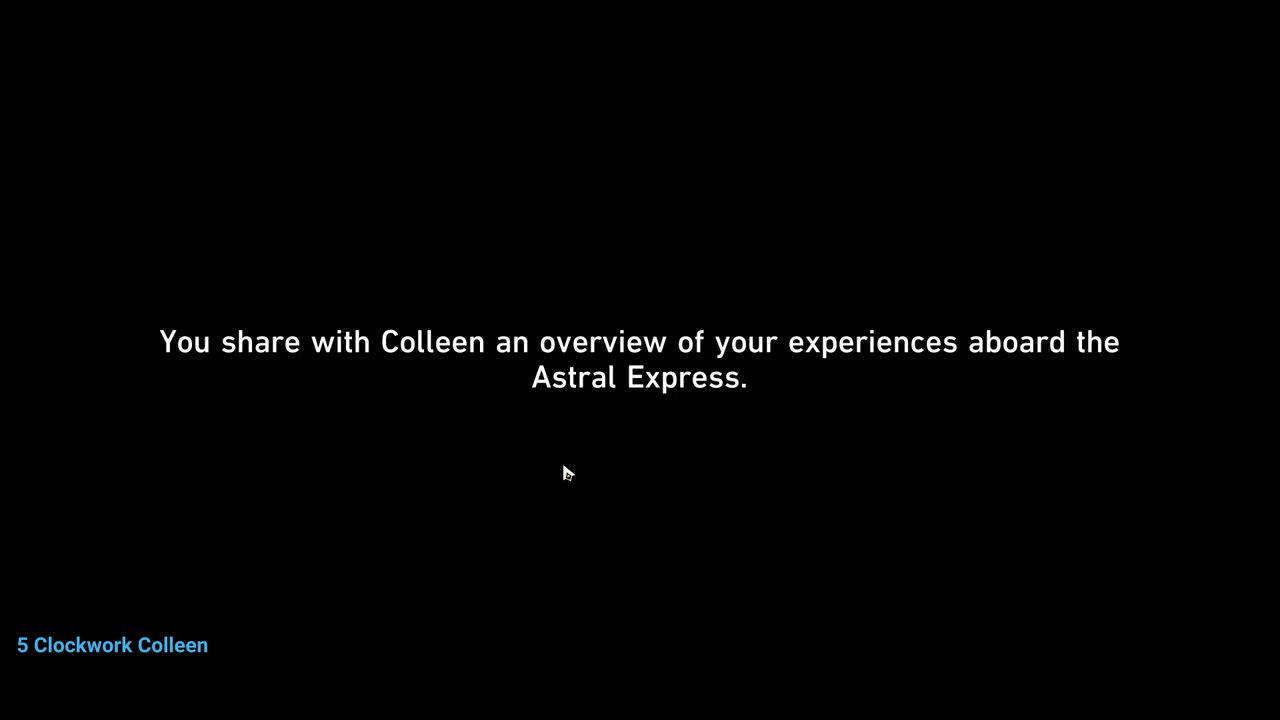 You share with Colleen an overview of your experiences aboard the
Astral Express.
5 Clockwork Colleen